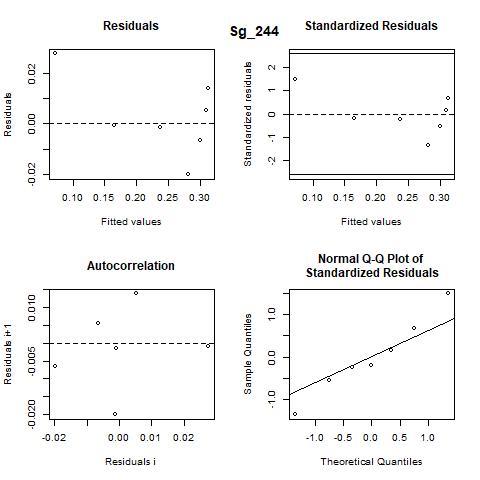 Sg_244
Residuals
Residuals
0.02
0.00
-0.02
0.10 0.15 0.20 0.25 0.30
Fitted values
Standardized Residuals
Standardized residuals
2
1
0
-1
-2
0.10 0.15 0.20 0.25 0.30
Fitted values
Autocorrelation
Residuals i+1
0.010
-0.005
-0.020
-0.02 0.00 0.01 0.02
Residuals i
Normal Q-Q Plot of
Standardized Residuals
Sample Quantiles
1.0
0.0
-1.0
-1.0 0.0 0.5 1.0
Theoretical Quantiles